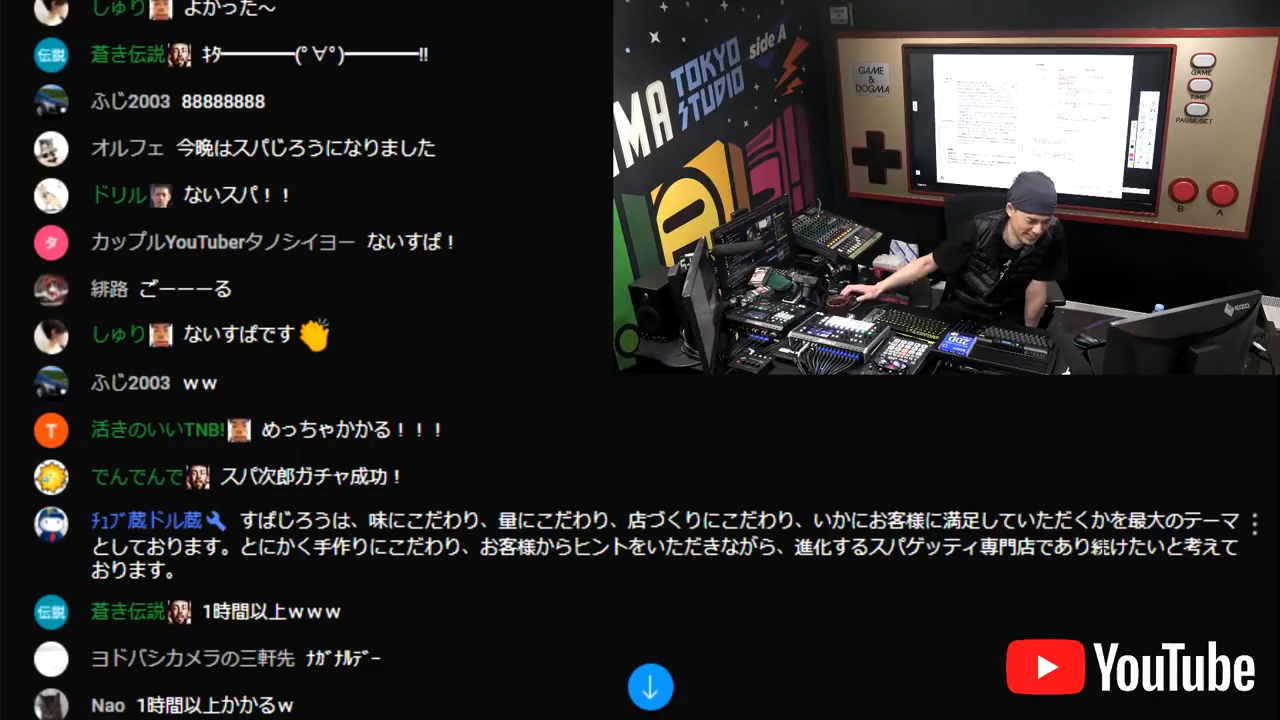 しゅり よかった〜
伝説 蒼き伝説 ｷﾀ━━━━(ﾟ∀ﾟ)━━━━!!
ふじ2003 88888888
オルフェ 今晩はスパじろうになりました
ドリル ないスパ！！
タ カップルYouTuberタノシイヨー ないすぱ！
緋路 ごーーーる
しゅり ないすぱです👏
ふじ2003 ｗｗ
T 活きのいいTNB! めっちゃかかる！！！
でんでんで スパ次郎ガチャ成功！
ﾁｭﾌﾞ蔵ドル蔵 すぱじろうは、味にこだわり、量にこだわり、店づくりにこだわり、いかにお客様に満足していただくかを最大のテーマ
としております。とにかく手作りにこだわり、お客様からヒントをいただきながら、進化するスパゲッティ専門店であり続けたいと考えて
おります。
伝説 蒼き伝説 1時間以上ｗｗｗ
ヨドバシカメラの三軒先 ﾅｶﾞﾅﾙﾃﾞｰ
Nao 1時間以上かかるｗ
MA
TOKYO
STUDIO
side A
GAME
&
DOGMA
GAME
TIME
PAUSE/SET
B
A
EIZO
YouTube